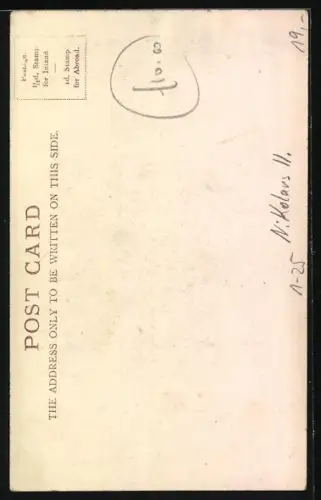 Postage.
½d. Stamp
for Inland
1d. Stamp
for Abroad.
POST CARD
THE ADDRESS ONLY TO BE WRITTEN ON THIS SIDE.
£10.00
19,-
Nikolaus II.
1-25